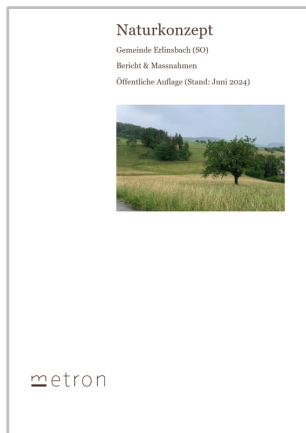 Naturkonzept
Gemeinde Erlinsbach (SO)
Bericht & Massnahmen
Öffentliche Auflage (Stand: Juni 2024)
metron